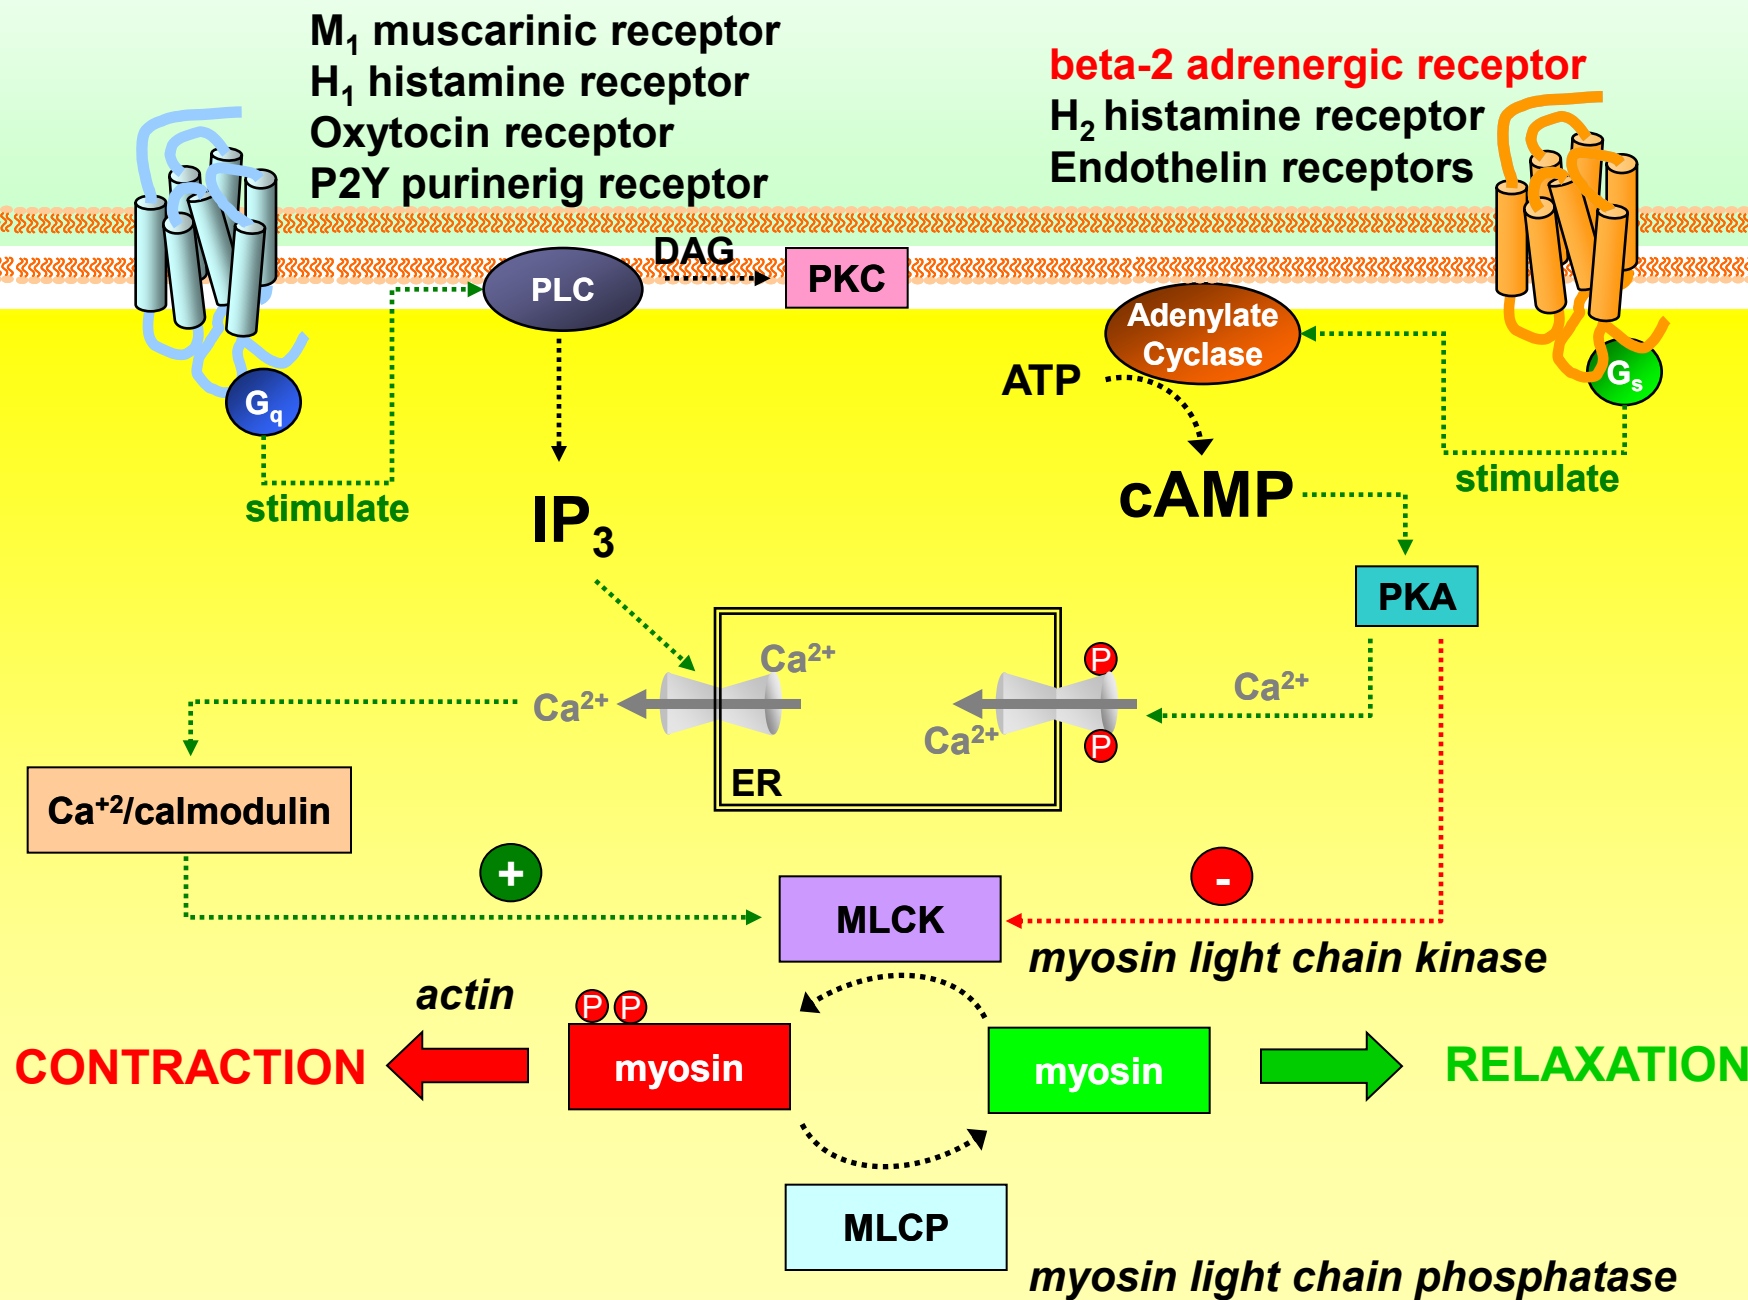 M₁ muscarinic receptor
H₁ histamine receptor
Oxytocin receptor
P2Y purinerig receptor
beta-2 adrenergic receptor
H₂ histamine receptor
Endothelin receptors
DAG
PLC
PKC
Adenylate
Cyclase
ATP
Gq
Gₛ
stimulate
stimulate
IP₃
cAMP
PKA
Ca²⁺
Ca²⁺
P
Ca²⁺
Ca²⁺
P
ER
Ca⁺²/calmodulin
+
-
MLCK
myosin light chain kinase
actin
P P
CONTRACTION
myosin
myosin
RELAXATION
MLCP
myosin light chain phosphatase